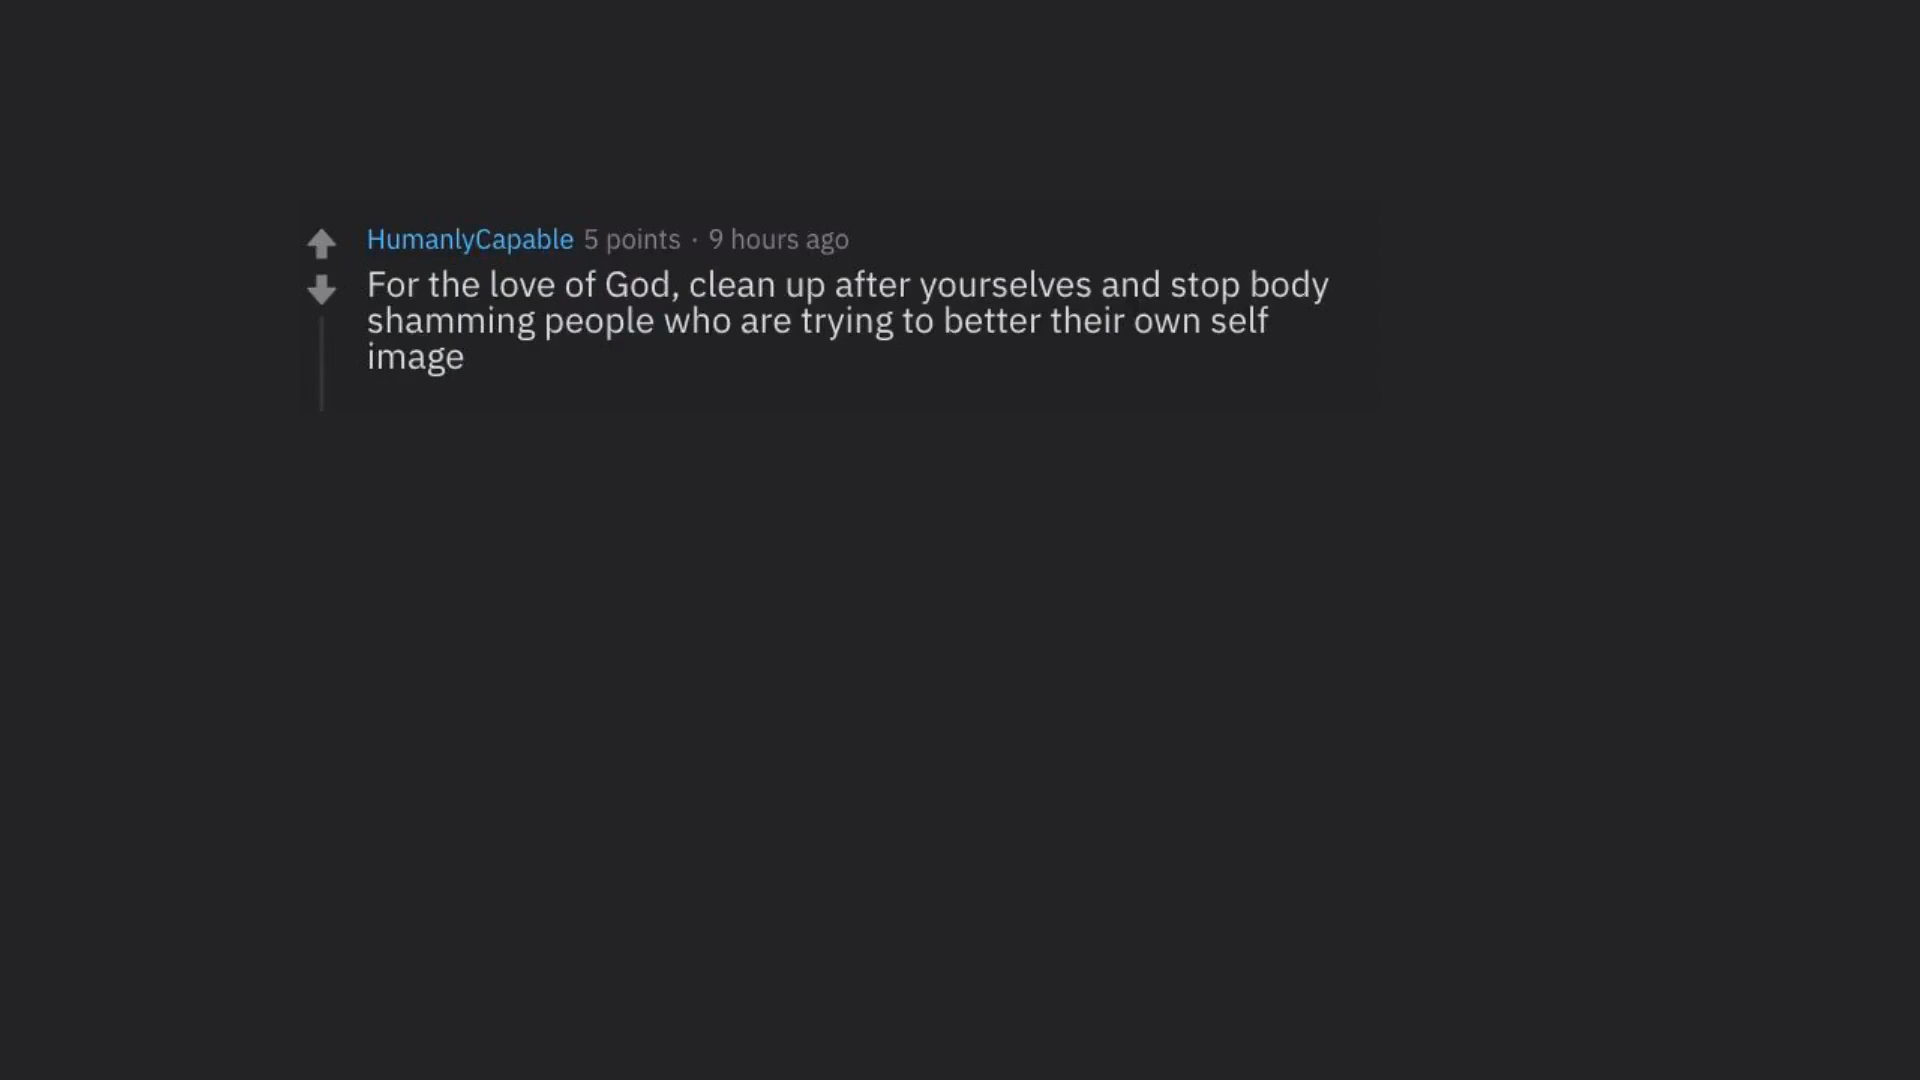 HumanlyCapable 5 points · 9 hours ago
For the love of God, clean up after yourselves and stop body
shamming people who are trying to better their own self
image